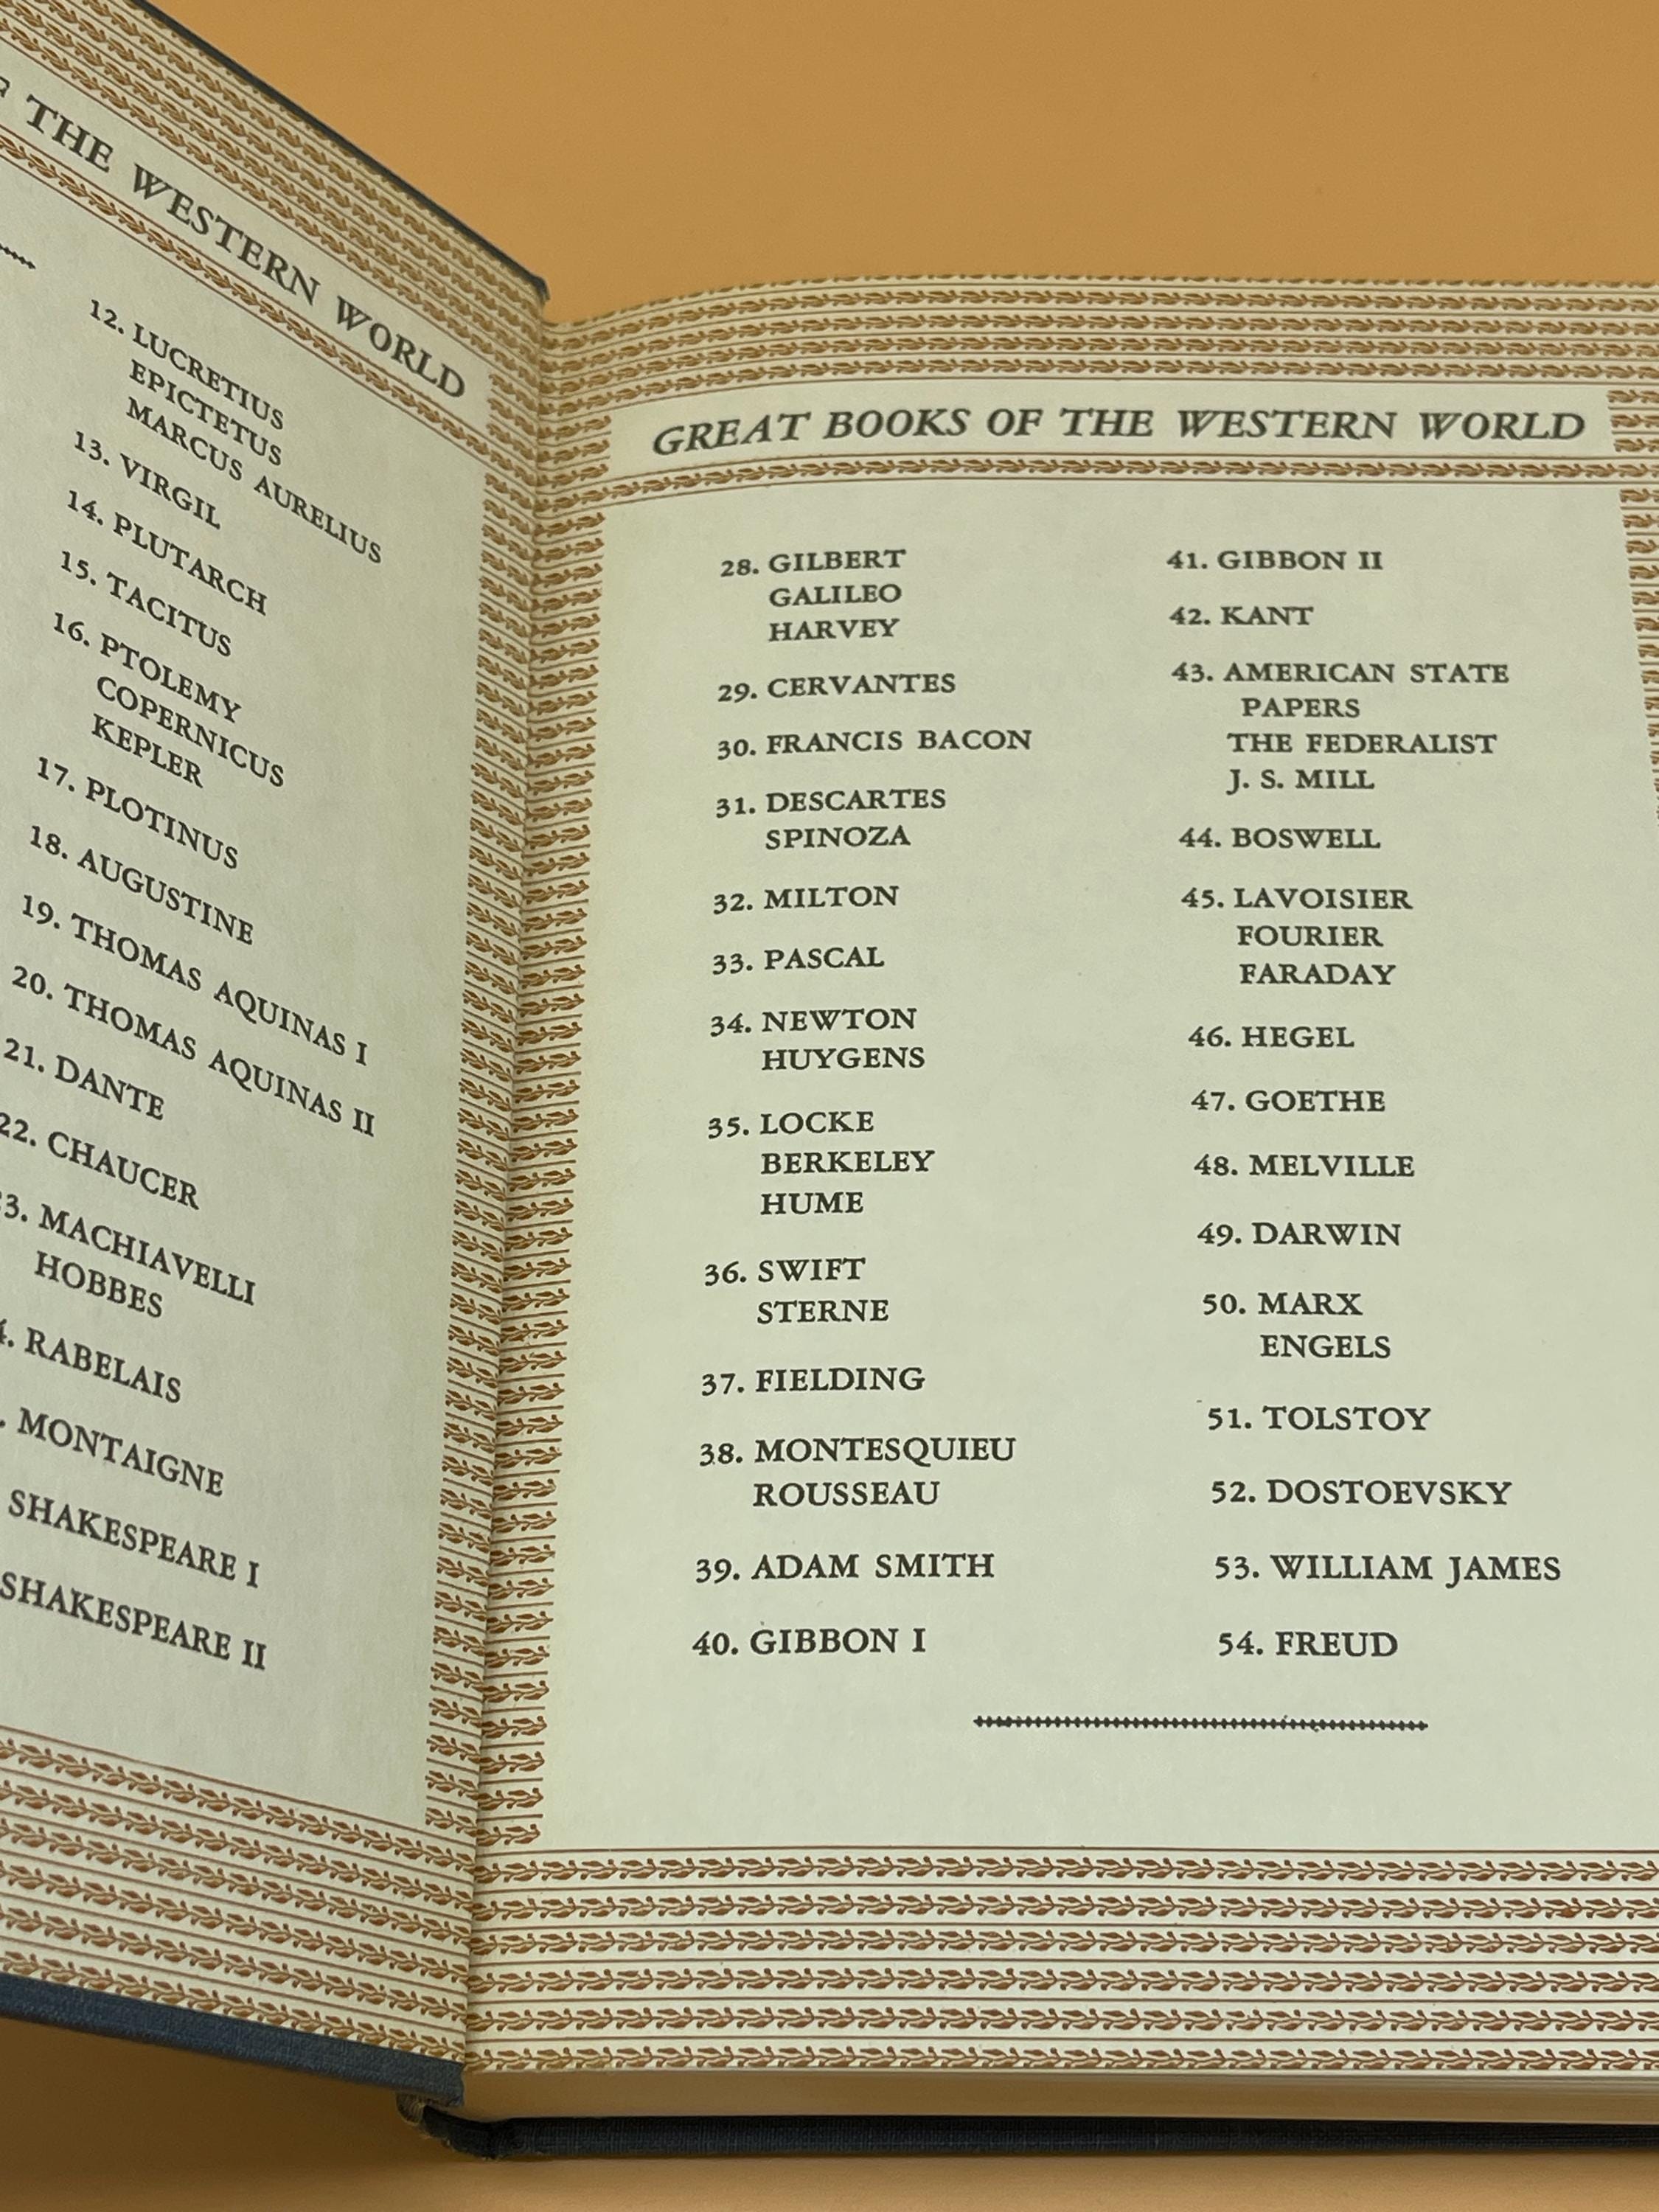 THE WESTERN WORLD
12. LUCRETIUS
EPICTETUS
MARCUS AURELIUS
13. VIRGIL
14. PLUTARCH
15. TACITUS
16. PTOLEMY
COPERNICUS
KEPLER
17. PLOTINUS
18. AUGUSTINE
19. THOMAS AQUINAS I
20. THOMAS AQUINAS II
21. DANTE
22. CHAUCER
3. MACHIAVELLI
HOBBES
4. RABELAIS
. MONTAIGNE
SHAKESPEARE I
SHAKESPEARE II
GREAT BOOKS OF THE WESTERN WORLD
28. GILBERT
GALILEO
HARVEY
29. CERVANTES
30. FRANCIS BACON
31. DESCARTES
SPINOZA
32. MILTON
33. PASCAL
34. NEWTON
HUYGENS
35. LOCKE
BERKELEY
HUME
36. SWIFT
STERNE
37. FIELDING
38. MONTESQUIEU
ROUSSEAU
39. ADAM SMITH
40. GIBBON I
41. GIBBON II
42. KANT
43. AMERICAN STATE
PAPERS
THE FEDERALIST
J. S. MILL
44. BOSWELL
45. LAVOISIER
FOURIER
FARADAY
46. HEGEL
47. GOETHE
48. MELVILLE
49. DARWIN
50. MARX
ENGELS
51. TOLSTOY
52. DOSTOEVSKY
53. WILLIAM JAMES
54. FREUD